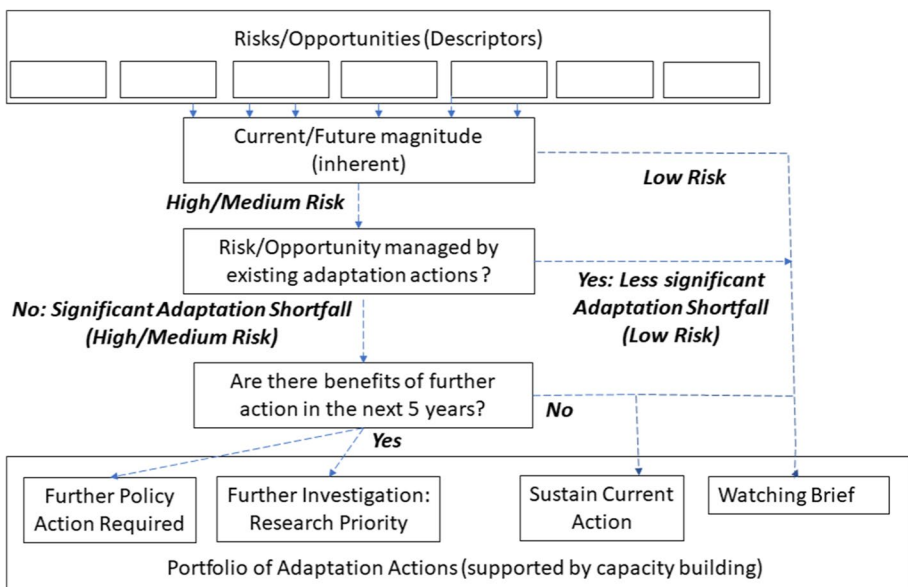 Risks/Opportunities (Descriptors)
Current/Future magnitude
(inherent)
Low Risk
High/Medium Risk
Risk/Opportunity managed by
existing adaptation actions ?
Yes: Less significant
Adaptation Shortfall
(Low Risk)
No: Significant Adaptation Shortfall
(High/Medium Risk)
Are there benefits of further
action in the next 5 years?
No
Yes
Further Policy
Action Required
Further Investigation:
Research Priority
Sustain Current
Action
Watching Brief
Portfolio of Adaptation Actions (supported by capacity building)